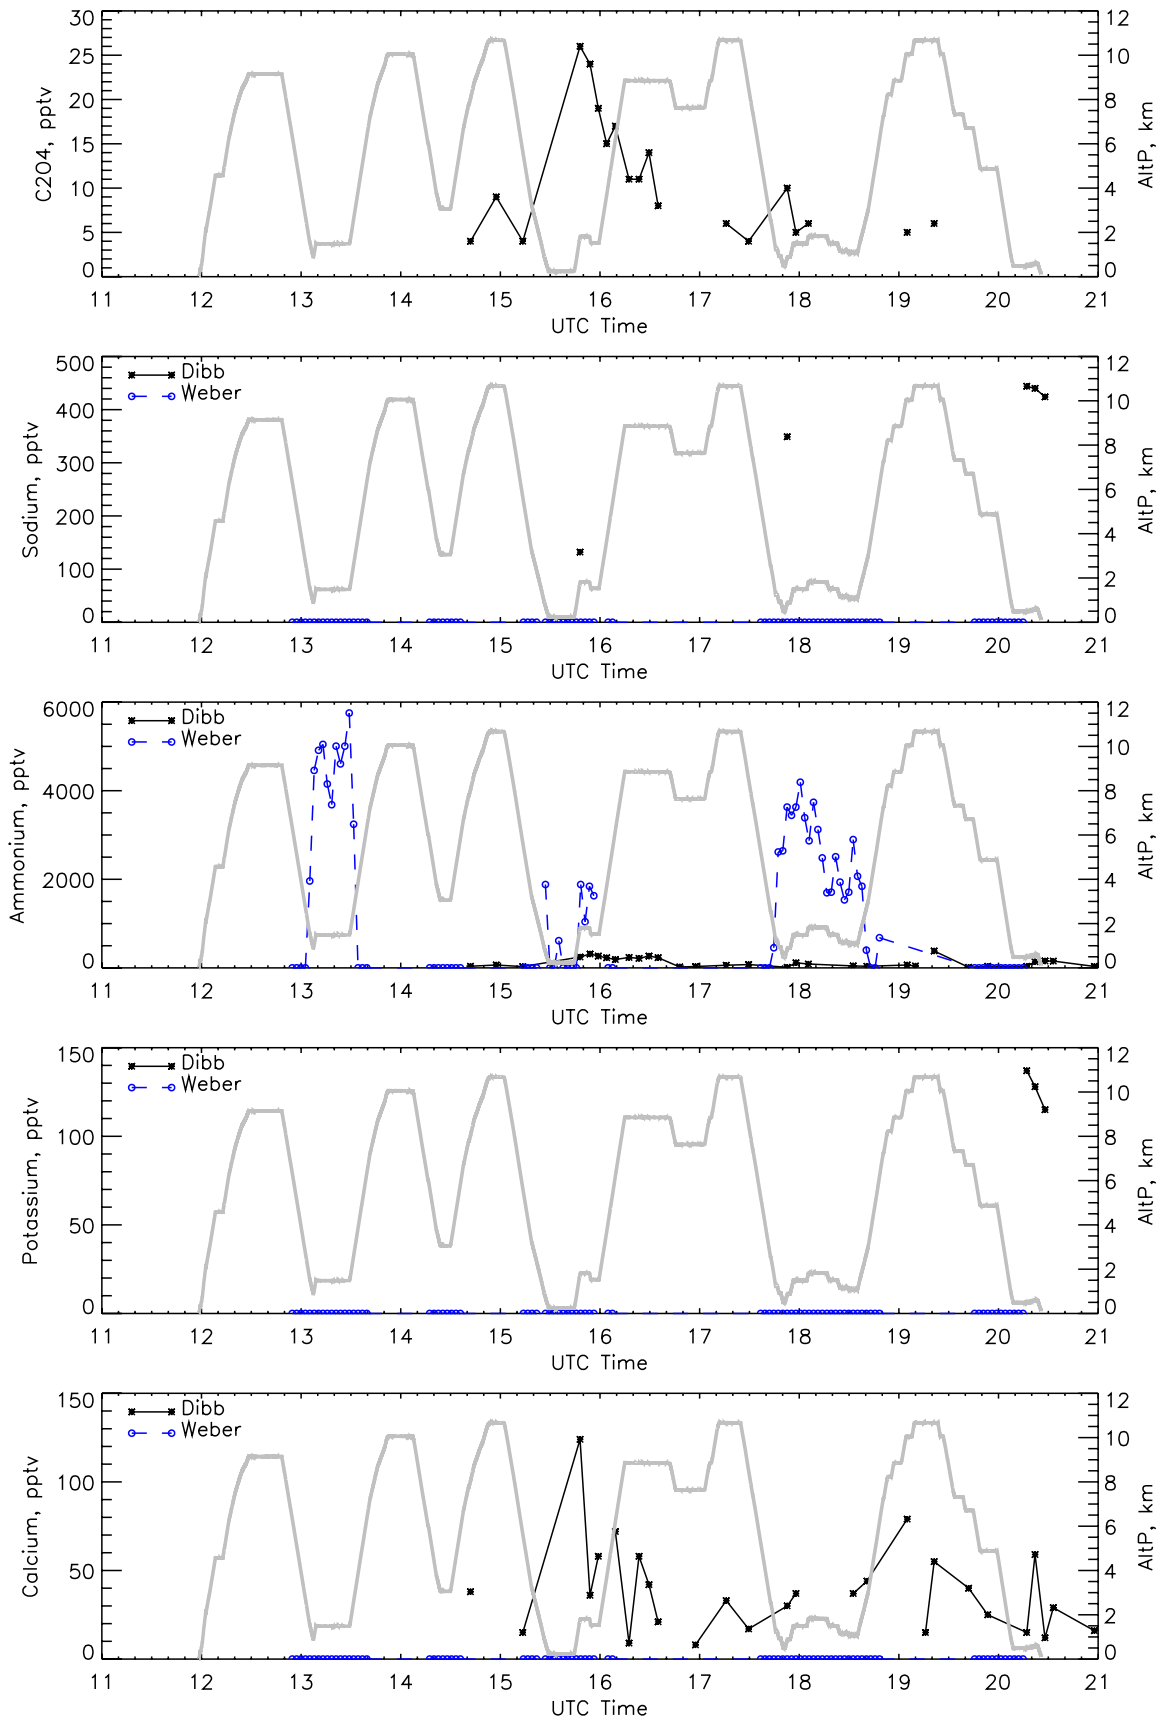 30
25
20
15
10
5
0
C2O4, pptv
12
10
8
6
4
2
0
AltP, km
11 12 13 14 15 16 17 18 19 20 21
UTC Time
500
400
300
200
100
0
Sodium, pptv
Dibb
Weber
12
10
8
6
4
2
0
AltP, km
11 12 13 14 15 16 17 18 19 20 21
UTC Time
6000
4000
2000
0
Ammonium, pptv
Dibb
Weber
12
10
8
6
4
2
0
AltP, km
11 12 13 14 15 16 17 18 19 20 21
UTC Time
150
100
50
0
Potassium, pptv
Dibb
Weber
12
10
8
6
4
2
0
AltP, km
11 12 13 14 15 16 17 18 19 20 21
UTC Time
150
100
50
0
Calcium, pptv
Dibb
Weber
12
10
8
6
4
2
0
AltP, km
11 12 13 14 15 16 17 18 19 20 21
UTC Time